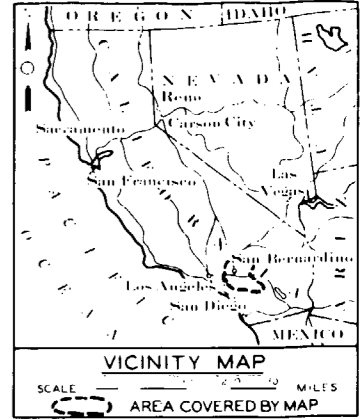 OREGON IDAHO
NEVADA
Reno
Sacramento
Carson City
San Francisco
Las
Vegas
San Bernardino
Los Angeles
San Diego
MEXICO
VICINITY MAP
SCALE MILES
AREA COVERED BY MAP